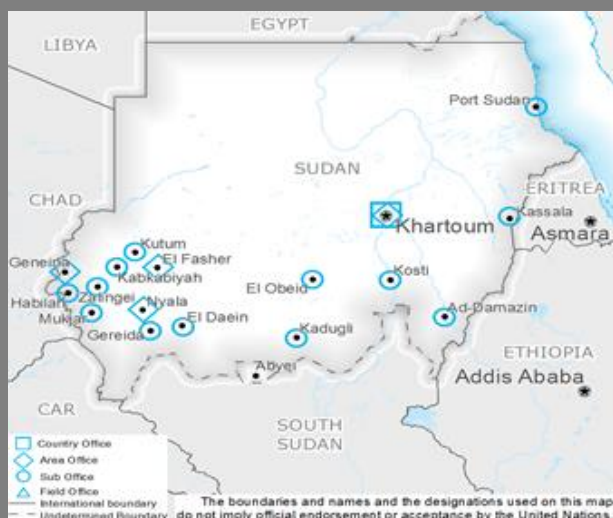 EGYPT
LIBYA
Port Sudan
SUDAN
CHAD
ERITREA
Khartoum
Kassala
Asmara
Kutum
Geneina
El Fasher
Kabkabiyah
Habilah
Zalingei
El Obeid
Kosti
Mukjar
Nyala
Gereida
El Daein
Ad-Damazin
Kadugli
ETHIOPIA
Abyei
Addis Ababa
CAR
SOUTH
SUDAN
Country Office
Area Office
Sub Office
Field Office
International boundary
Undetermined Boundary
The boundaries and names and the designations used on this map
do not imply official endorsement or acceptance by the United Nations.